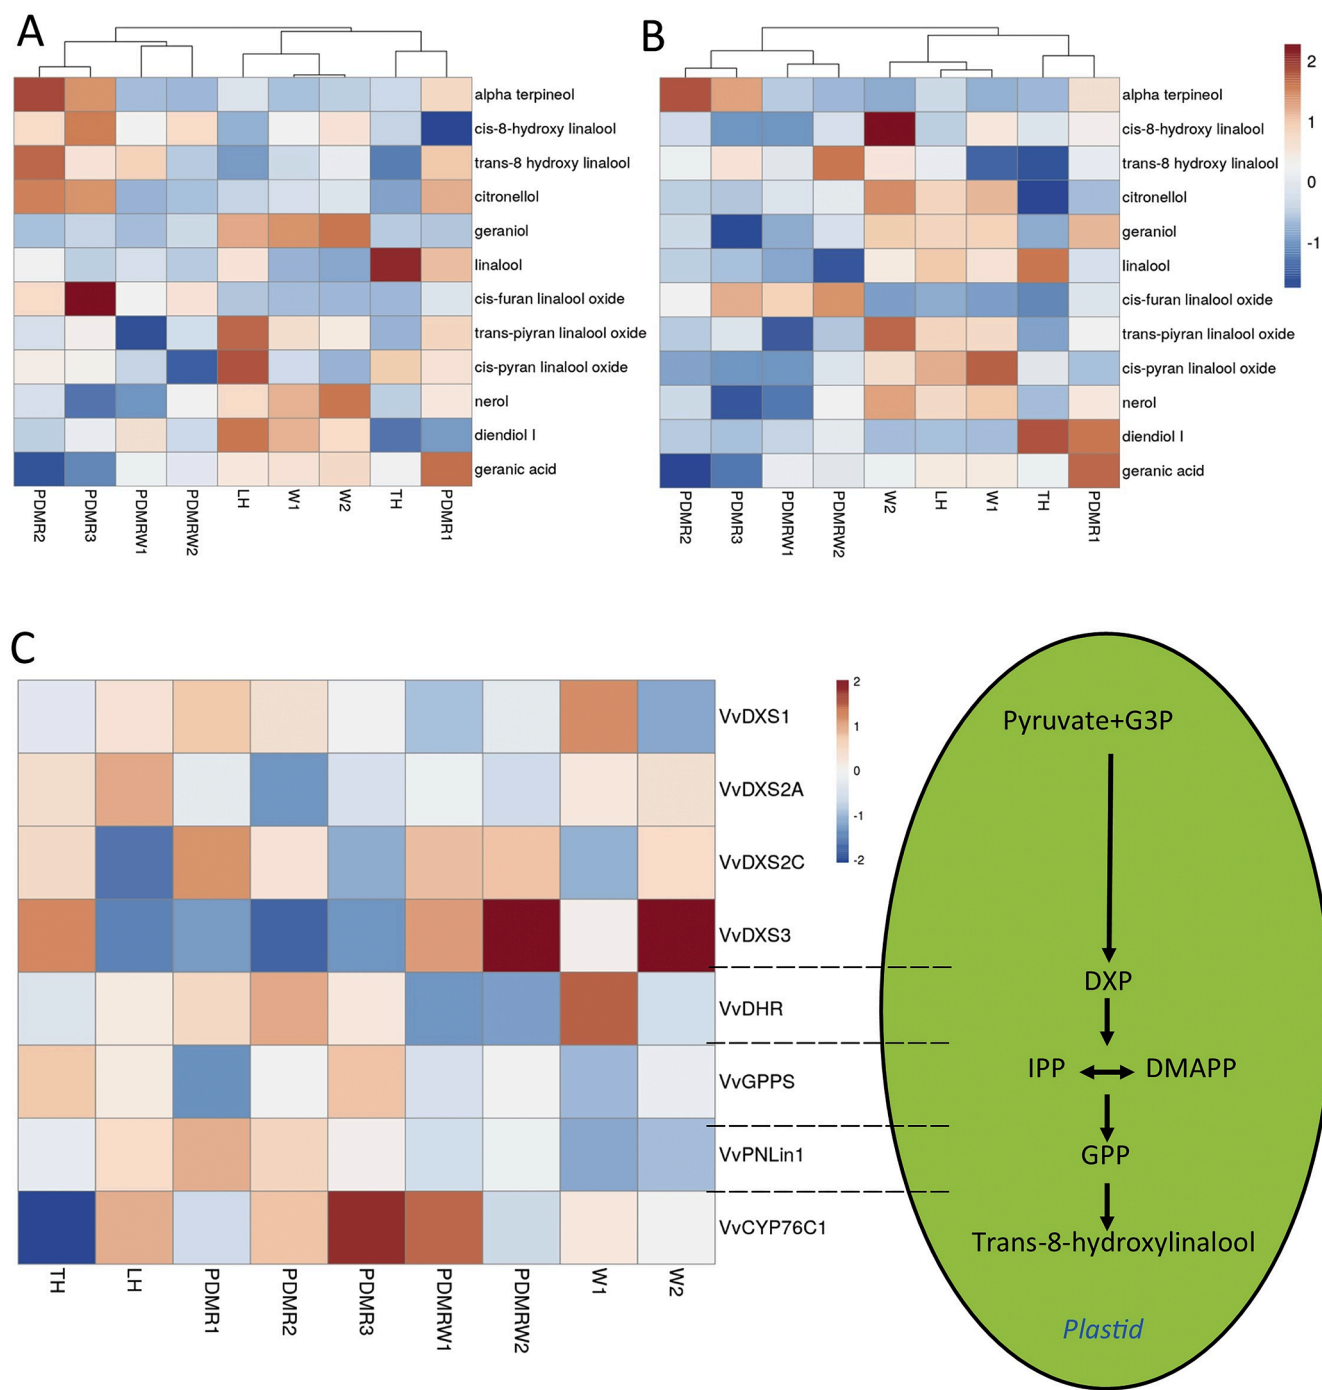 A
alpha terpineol
cis-8-hydroxy linalool
trans-8 hydroxy linalool
citronellol
geraniol
linalool
cis-furan linalool oxide
trans-piyran linalool oxide
cis-pyran linalool oxide
nerol
diendiol I
geranic acid
PDMR2 PDMR3 PDMRW1 PDMRW2 LH W1 W2 TH PDMR1
B
alpha terpineol
cis-8-hydroxy linalool
trans-8 hydroxy linalool
citronellol
geraniol
linalool
cis-furan linalool oxide
trans-piyran linalool oxide
cis-pyran linalool oxide
nerol
diendiol I
geranic acid
PDMR2 PDMR3 PDMRW1 PDMRW2 W2 LH W1 TH PDMR1
2
1
0
-1
C
VvDXS1
VvDXS2A
VvDXS2C
VvDXS3
VvDHR
VvGPPS
VvPNLin1
VvCYP76C1
TH LH PDMR1 PDMR2 PDMR3 PDMRW1 PDMRW2 W1 W2
2
1
0
-1
-2
Pyruvate+G3P
DXP
IPP DMAPP
GPP
Trans-8-hydroxylinalool
Plastid